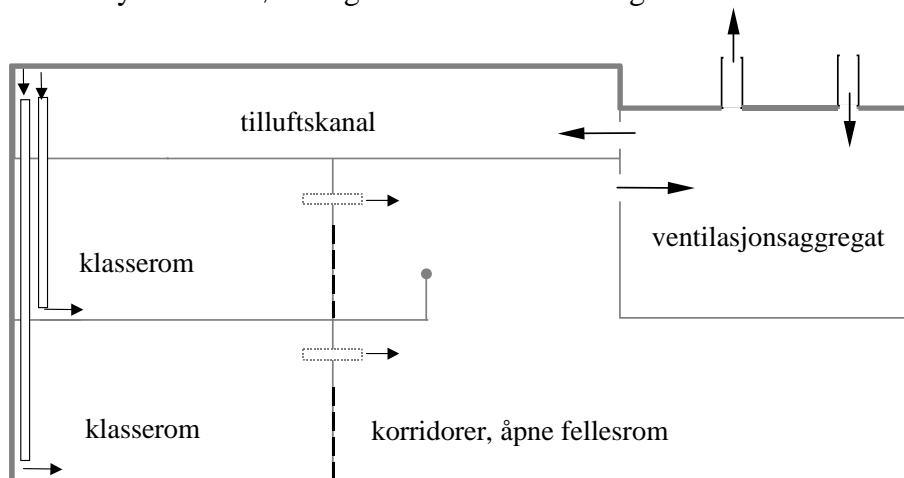 tilluftskanal
ventilasjonsaggregat
klasserom
klasserom
korridorer, åpne fellesrom